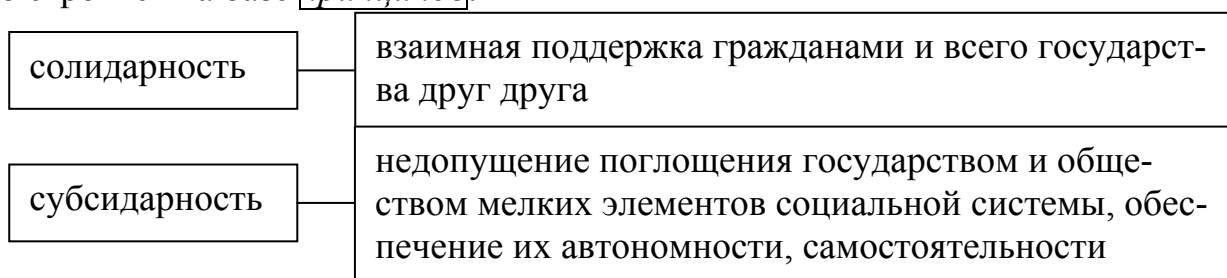 солидарность
взаимная поддержка гражданами и всего государст-
ва друг друга
субсидарность
недопущение поглощения государством и обще-
ством мелких элементов социальной системы, обес-
печение их автономности, самостоятельности